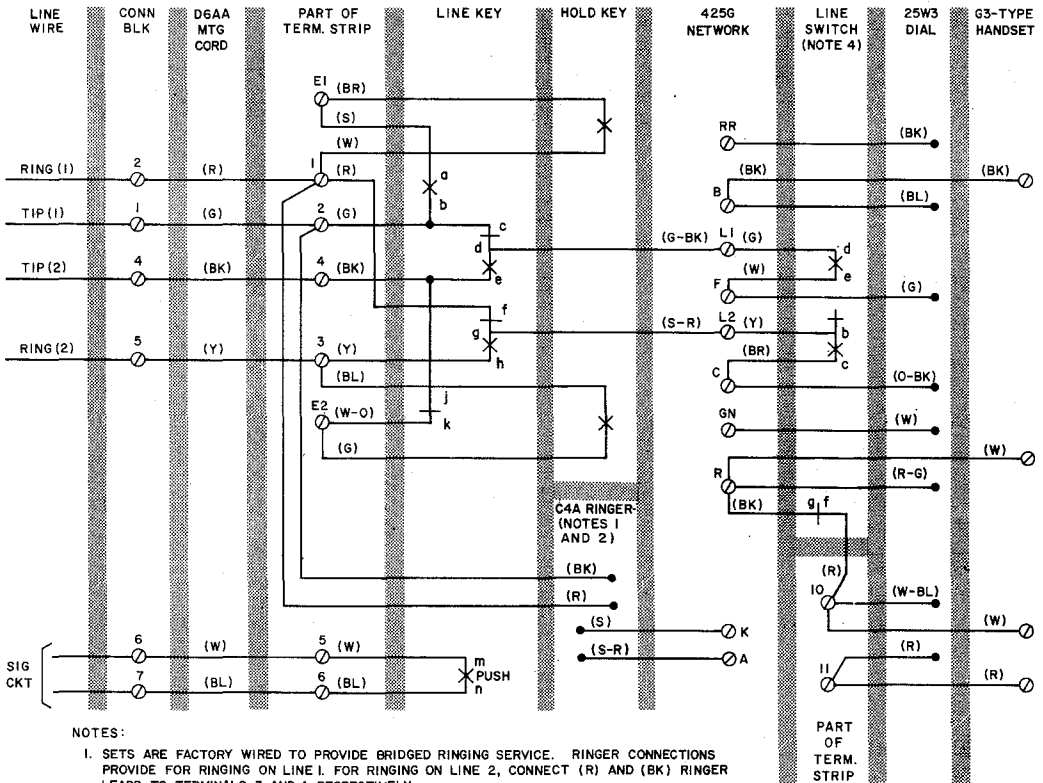 LINE WIRE
CONN BLK
D6AA MTG CORD
PART OF TERM. STRIP
LINE KEY
HOLD KEY
425G NETWORK
LINE SWITCH (NOTE 4)
25W3 DIAL
G3-TYPE HANDSET
E1 (BR)
(S)
(W)
RR (BK)
RING (1) 2 (R) 1 (R) a b
B (BK) (BK)
(BL)
TIP (1) 1 (G) 2 (G) c d e
(G-BK) L1 (G) d e
(W)
F (G)
TIP (2) 4 (BK) 4 (BK)
f g h
(S-R) L2 (Y) b c
(BR)
C (O-BK)
RING (2) 5 (Y) 3 (Y)
(BL)
j k
E2 (W-O)
(G)
GN (W)
(W)
R (R-G)
(BK) g f
C4A RINGER
(NOTES 1
AND 2)
(BK)
(R)
(R)
10 (W-BL)
(W)
(S) K
(S-R) A
(R)
11 (R)
SIG CKT
6 (W) 5 (W) m
PUSH
7 (BL) 6 (BL) n
PART OF TERM. STRIP
NOTES:
1. SETS ARE FACTORY WIRED TO PROVIDE BRIDGED RINGING SERVICE. RINGER CONNECTIONS
PROVIDE FOR RINGING ON LINE 1. FOR RINGING ON LINE 2, CONNECT (R) AND (BK) RINGER